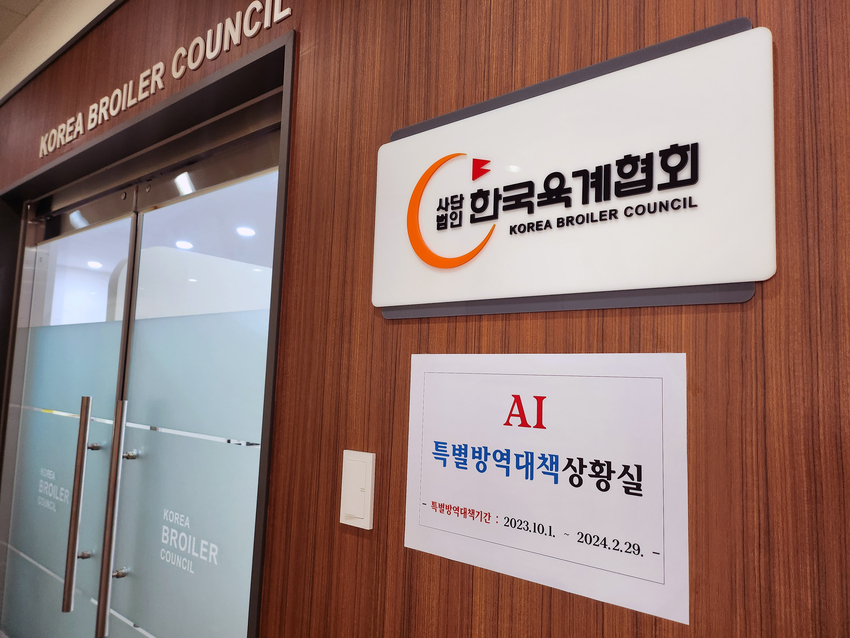 KOREA BROILER COUNCIL
사단
법인 한국육계협회
KOREA BROILER COUNCIL
AI
특별방역대책상황실
- 특별방역대책기간 : 2023.10.1. ~ 2024.2.29. -
KOREA
BROILER
COUNCIL
KOREA
BROILER
COUNCIL